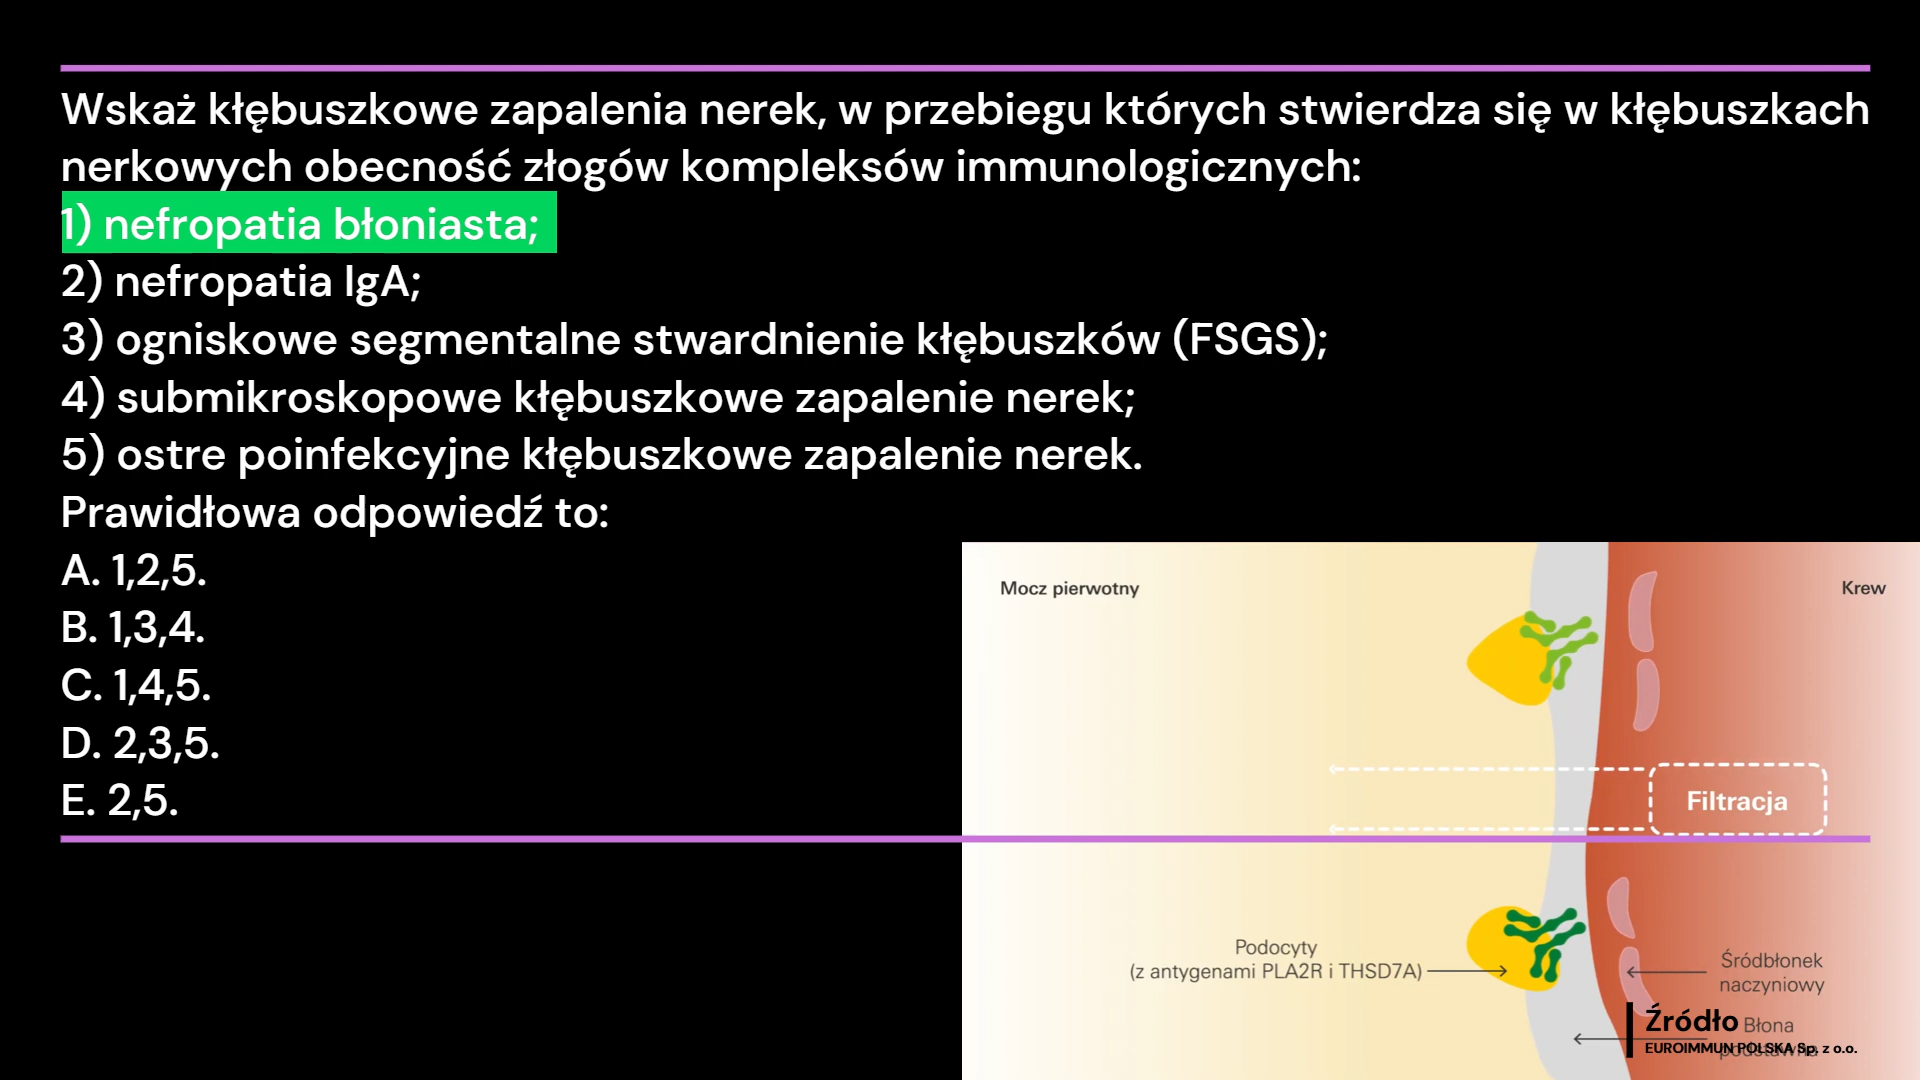 Wskaż kłębuszkowe zapalenia nerek, w przebiegu których stwierdza się w kłębuszkach
nerkowych obecność złogów kompleksów immunologicznych:
1) nefropatia błoniasta;
2) nefropatia IgA;
3) ogniskowe segmentalne stwardnienie kłębuszków (FSGS);
4) submikroskopowe kłębuszkowe zapalenie nerek;
5) ostre poinfekcyjne kłębuszkowe zapalenie nerek.
Prawidłowa odpowiedź to:
A. 1,2,5.
B. 1,3,4.
C. 1,4,5.
D. 2,3,5.
E. 2,5.
Mocz pierwotny
Krew
Filtracja
Podocyty
(z antygenami PLA2R i THSD7A)
Śródbłonek
naczyniowy
Błona
podstawna
Źródło
EUROIMMUN POLSKA Sp. z o.o.